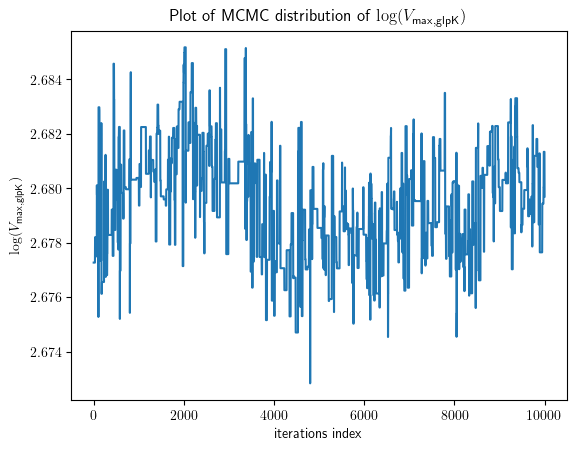 Plot of MCMC distribution of log(V_max,glpK)
log(V_max,glpK)
2.684
2.682
2.680
2.678
2.676
2.674
0 2000 4000 6000 8000 10000
iterations index